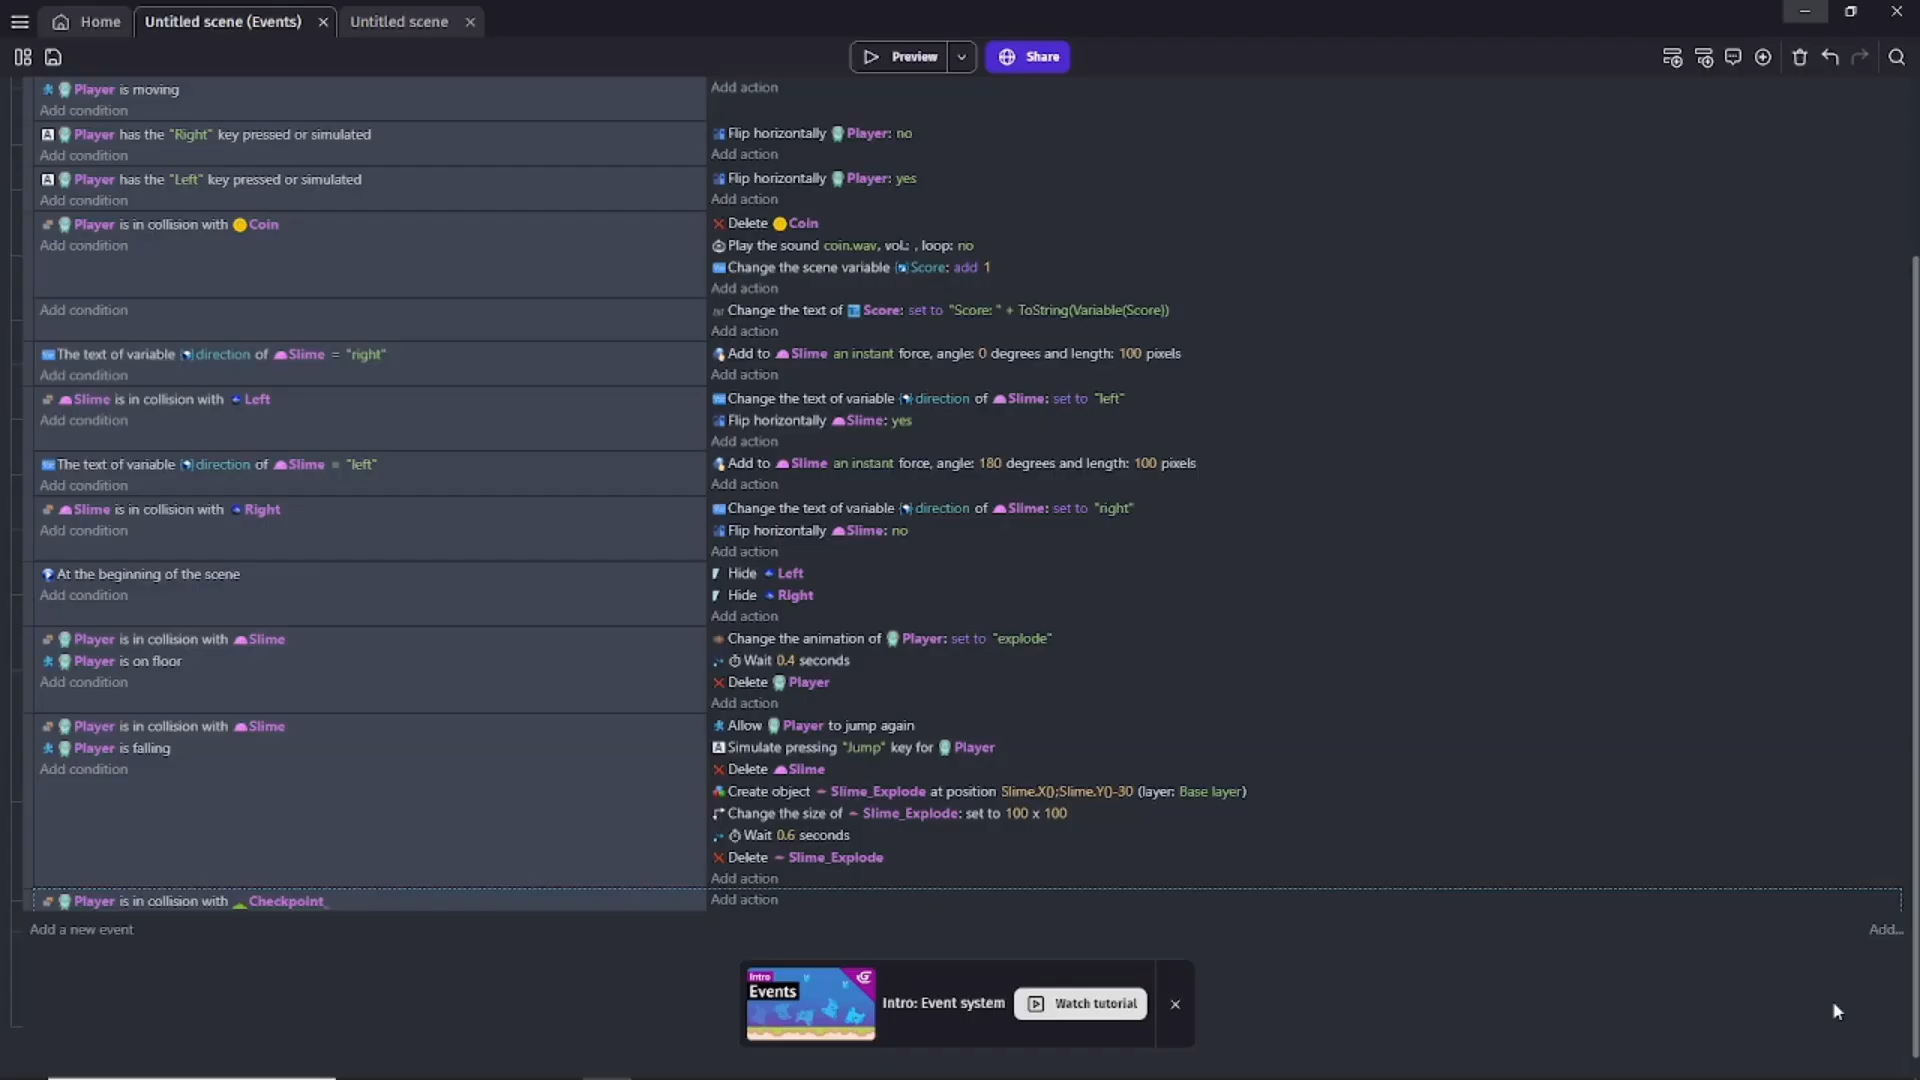 Home
Untitled scene (Events)
Untitled scene
Preview
Share
Player is moving
Add condition
Add action
Player has the "Right" key pressed or simulated
Add condition
Flip horizontally Player: no
Add action
Player has the "Left" key pressed or simulated
Add condition
Flip horizontally Player: yes
Add action
Player is in collision with Coin
Add condition
Delete Coin
Play the sound coin.wav, vol.: , loop: no
Change the scene variable Score: add 1
Add action
Add condition
Change the text of Score: set to "Score: " + ToString(Variable(Score))
Add action
The text of variable direction of Slime = "right"
Add condition
Add to Slime an instant force, angle: 0 degrees and length: 100 pixels
Add action
Slime is in collision with Left
Add condition
Change the text of variable direction of Slime: set to "left"
Flip horizontally Slime: yes
Add action
The text of variable direction of Slime = "left"
Add condition
Add to Slime an instant force, angle: 180 degrees and length: 100 pixels
Add action
Slime is in collision with Right
Add condition
Change the text of variable direction of Slime: set to "right"
Flip horizontally Slime: no
Add action
At the beginning of the scene
Add condition
Hide Left
Hide Right
Add action
Player is in collision with Slime
Player is on floor
Add condition
Change the animation of Player: set to "explode"
Wait 0.4 seconds
Delete Player
Add action
Player is in collision with Slime
Player is falling
Add condition
Allow Player to jump again
Simulate pressing "Jump" key for Player
Delete Slime
Create object Slime_Explode at position Slime.X();Slime.Y()-30 (layer: Base layer)
Change the size of Slime_Explode: set to 100 x 100
Wait 0.6 seconds
Delete Slime_Explode
Add action
Player is in collision with Checkpoint_
Add action
Add a new event
Add...
Intro
Events
Intro: Event system
Watch tutorial